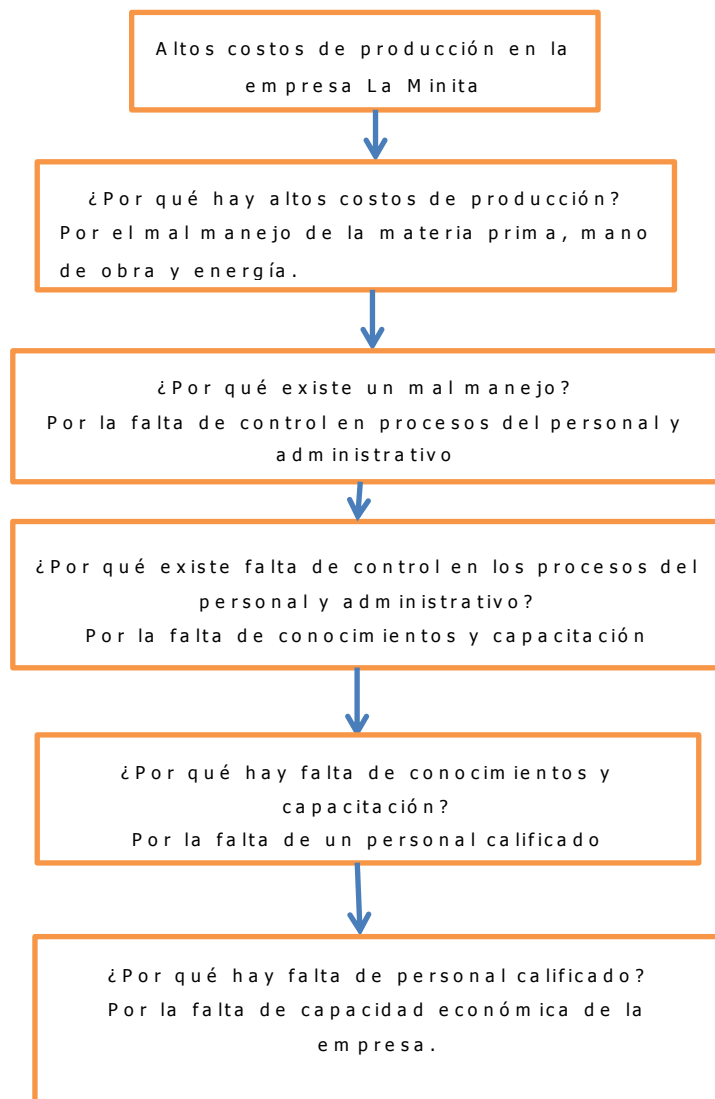 Altos costos de producción en la
empresa La Minita
¿Por qué hay altos costos de producción?
Por el mal manejo de la materia prima, mano
de obra y energía.
¿Por qué existe un mal manejo?
Por la falta de control en procesos del personal y
administrativo
¿Por qué existe falta de control en los procesos del
personal y administrativo?
Por la falta de conocimientos y capacitación
¿Por qué hay falta de conocimientos y
capacitación?
Por la falta de un personal calificado
¿Por qué hay falta de personal calificado?
Por la falta de capacidad económica de la
empresa.